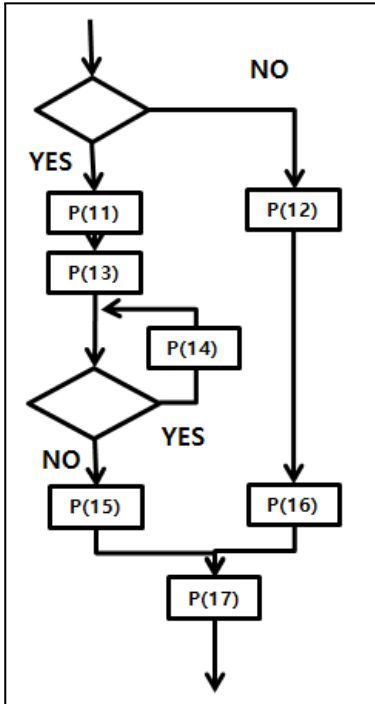 NO
YES
P(11)
P(12)
P(13)
P(14)
YES
NO
P(15)
P(16)
P(17)